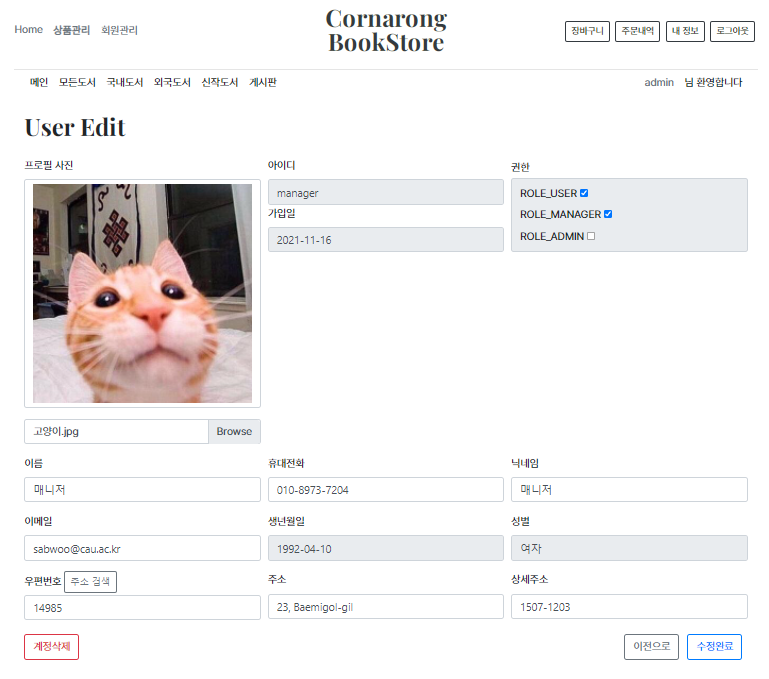 Home 상품관리 회원관리
Cornarong
BookStore
장바구니 주문내역 내 정보 로그아웃
메인 모든도서 국내도서 외국도서 신작도서 게시판
admin 님 환영합니다
User Edit
프로필 사진
아이디
권한
manager
ROLE_USER
가입일
ROLE_MANAGER
2021-11-16
ROLE_ADMIN
고양이.jpg Browse
이름 휴대전화 닉네임
매니저 010-8973-7204 매니저
이메일 생년월일 성별
sabwoo@cau.ac.kr 1992-04-10 여자
우편번호 주소 검색 주소 상세주소
14985 23, Baemigol-gil 1507-1203
계정삭제 이전으로 수정완료